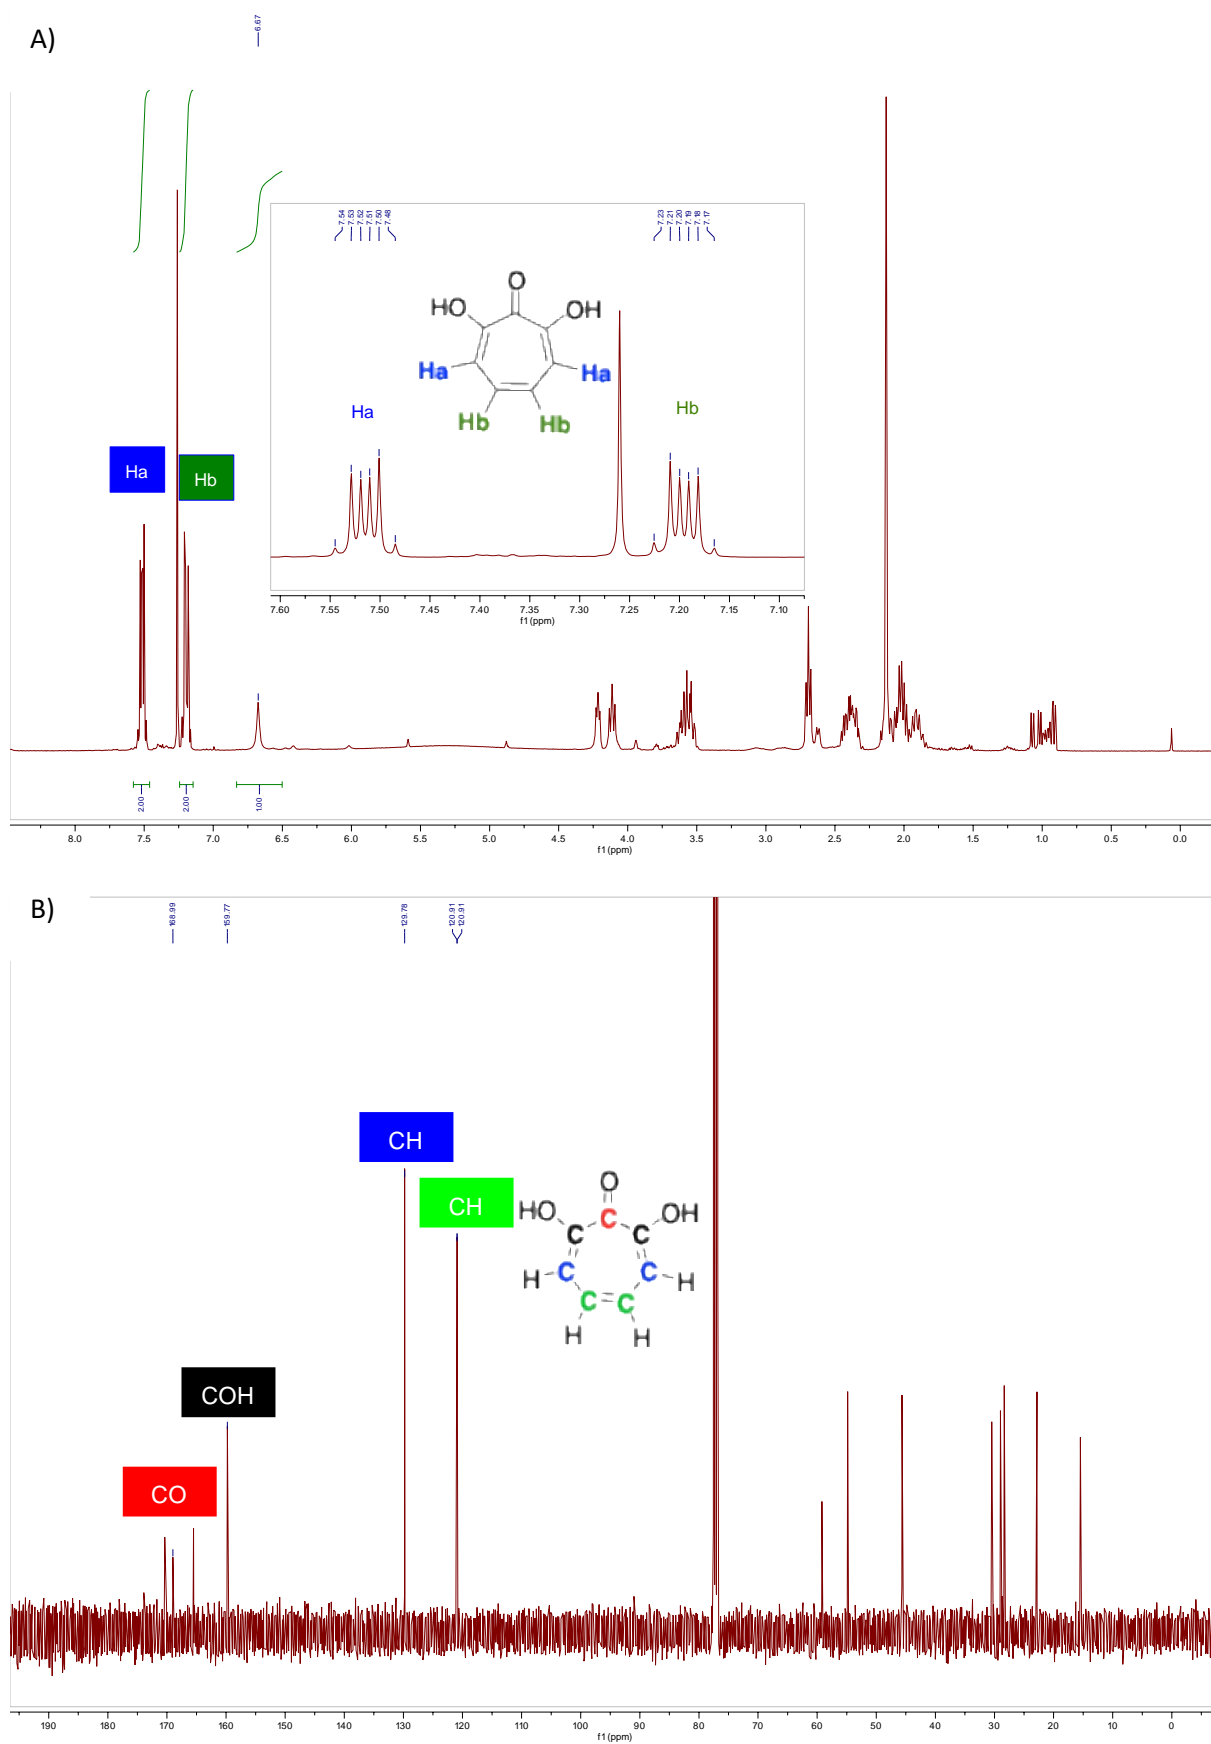 A)
6.67
7.54
7.53
7.52
7.51
7.50
7.48
7.23
7.21
7.20
7.19
7.18
7.17
O
HO OH
Ha Ha
Hb Hb
Ha
Hb
Ha
Hb
7.60 7.55 7.50 7.45 7.40 7.35 7.30 7.25 7.20 7.15 7.10
f1 (ppm)
2.00
2.00
1.00
8.0 7.5 7.0 6.5 6.0 5.5 5.0 4.5 4.0 3.5 3.0 2.5 2.0 1.5 1.0 0.5 0.0
f1 (ppm)
B)
168.99
159.77
129.78
120.91
120.91
CH
CH
COH
CO
O
HO C OH
C C
H C C H
C C
H H
190 180 170 160 150 140 130 120 110 100 90 80 70 60 50 40 30 20 10 0
f1 (ppm)